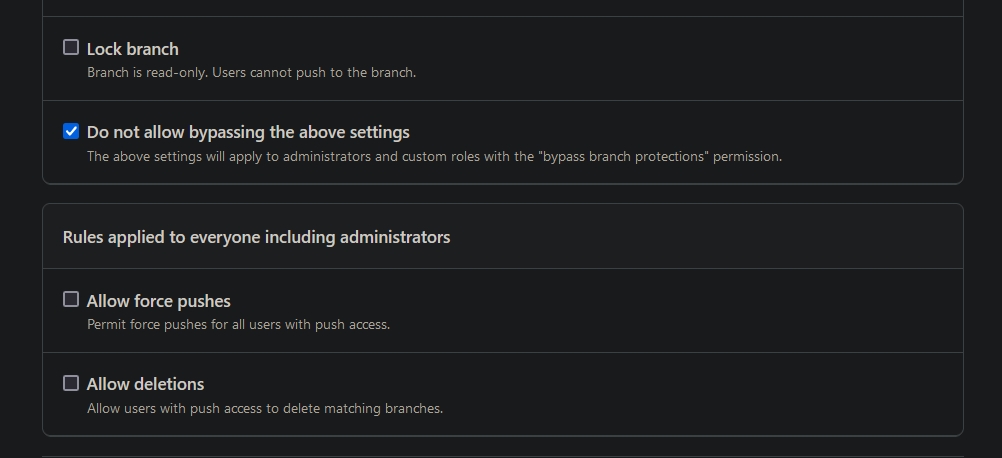 Lock branch
Branch is read-only. Users cannot push to the branch.
Do not allow bypassing the above settings
The above settings will apply to administrators and custom roles with the "bypass branch protections" permission.
Rules applied to everyone including administrators
Allow force pushes
Permit force pushes for all users with push access.
Allow deletions
Allow users with push access to delete matching branches.